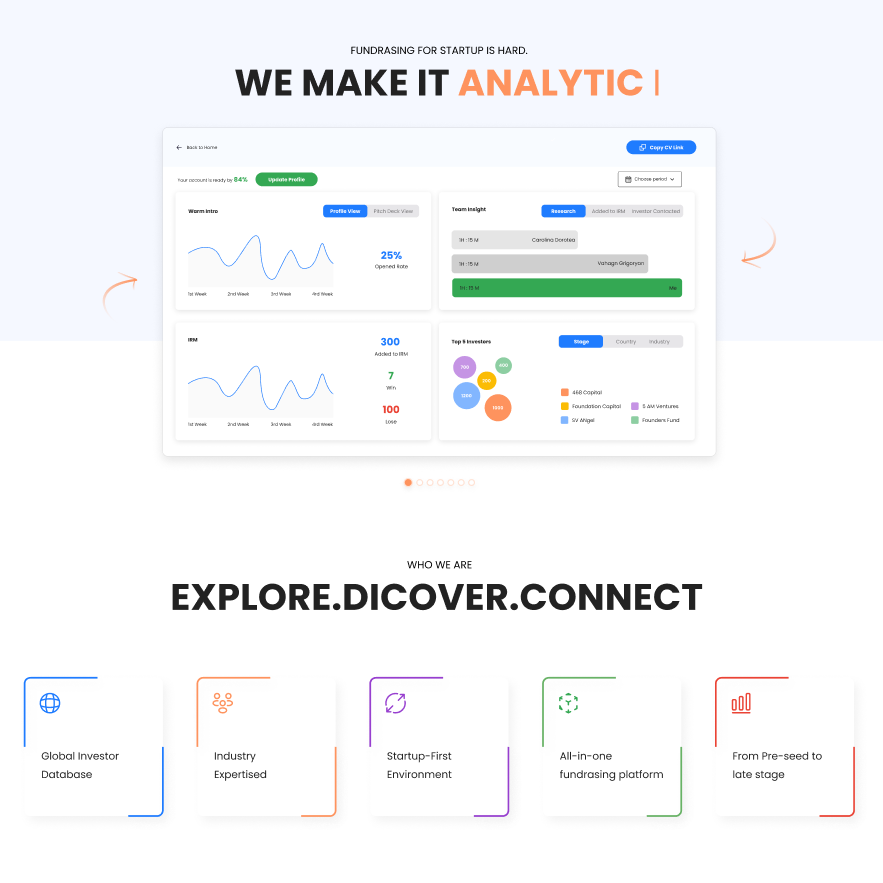 FUNDRASING FOR STARTUP IS HARD.
WE MAKE IT ANALYTIC |
Back to Home
Copy CV Link
Your account is ready by 64%
Update Profile
Choose period
Warm Intro
Profile View
Pitch Deck View
25%
Opened Rate
1st Week
2nd Week
3rd Week
4rd Week
Team Insight
Research
Added to IRM
Investor Contacted
1H : 15 M
Carolina Dorotea
1H : 15 M
Vahagn Grigoryan
1H : 15 M
Me
IRM
300
Added to IRM
7
Win
100
Lose
1st Week
2nd Week
3rd Week
4rd Week
Top 5 Investors
Stage
Country
Industry
700
400
1000
468 Capital
Foundation Capital
5 AM Ventures
SV ANgel
Founders Fund
WHO WE ARE
EXPLORE.DICOVER.CONNECT
Global Investor
Database
Industry
Expertised
Startup-First
Environment
All-in-one
fundrasing platform
From Pre-seed to
late stage